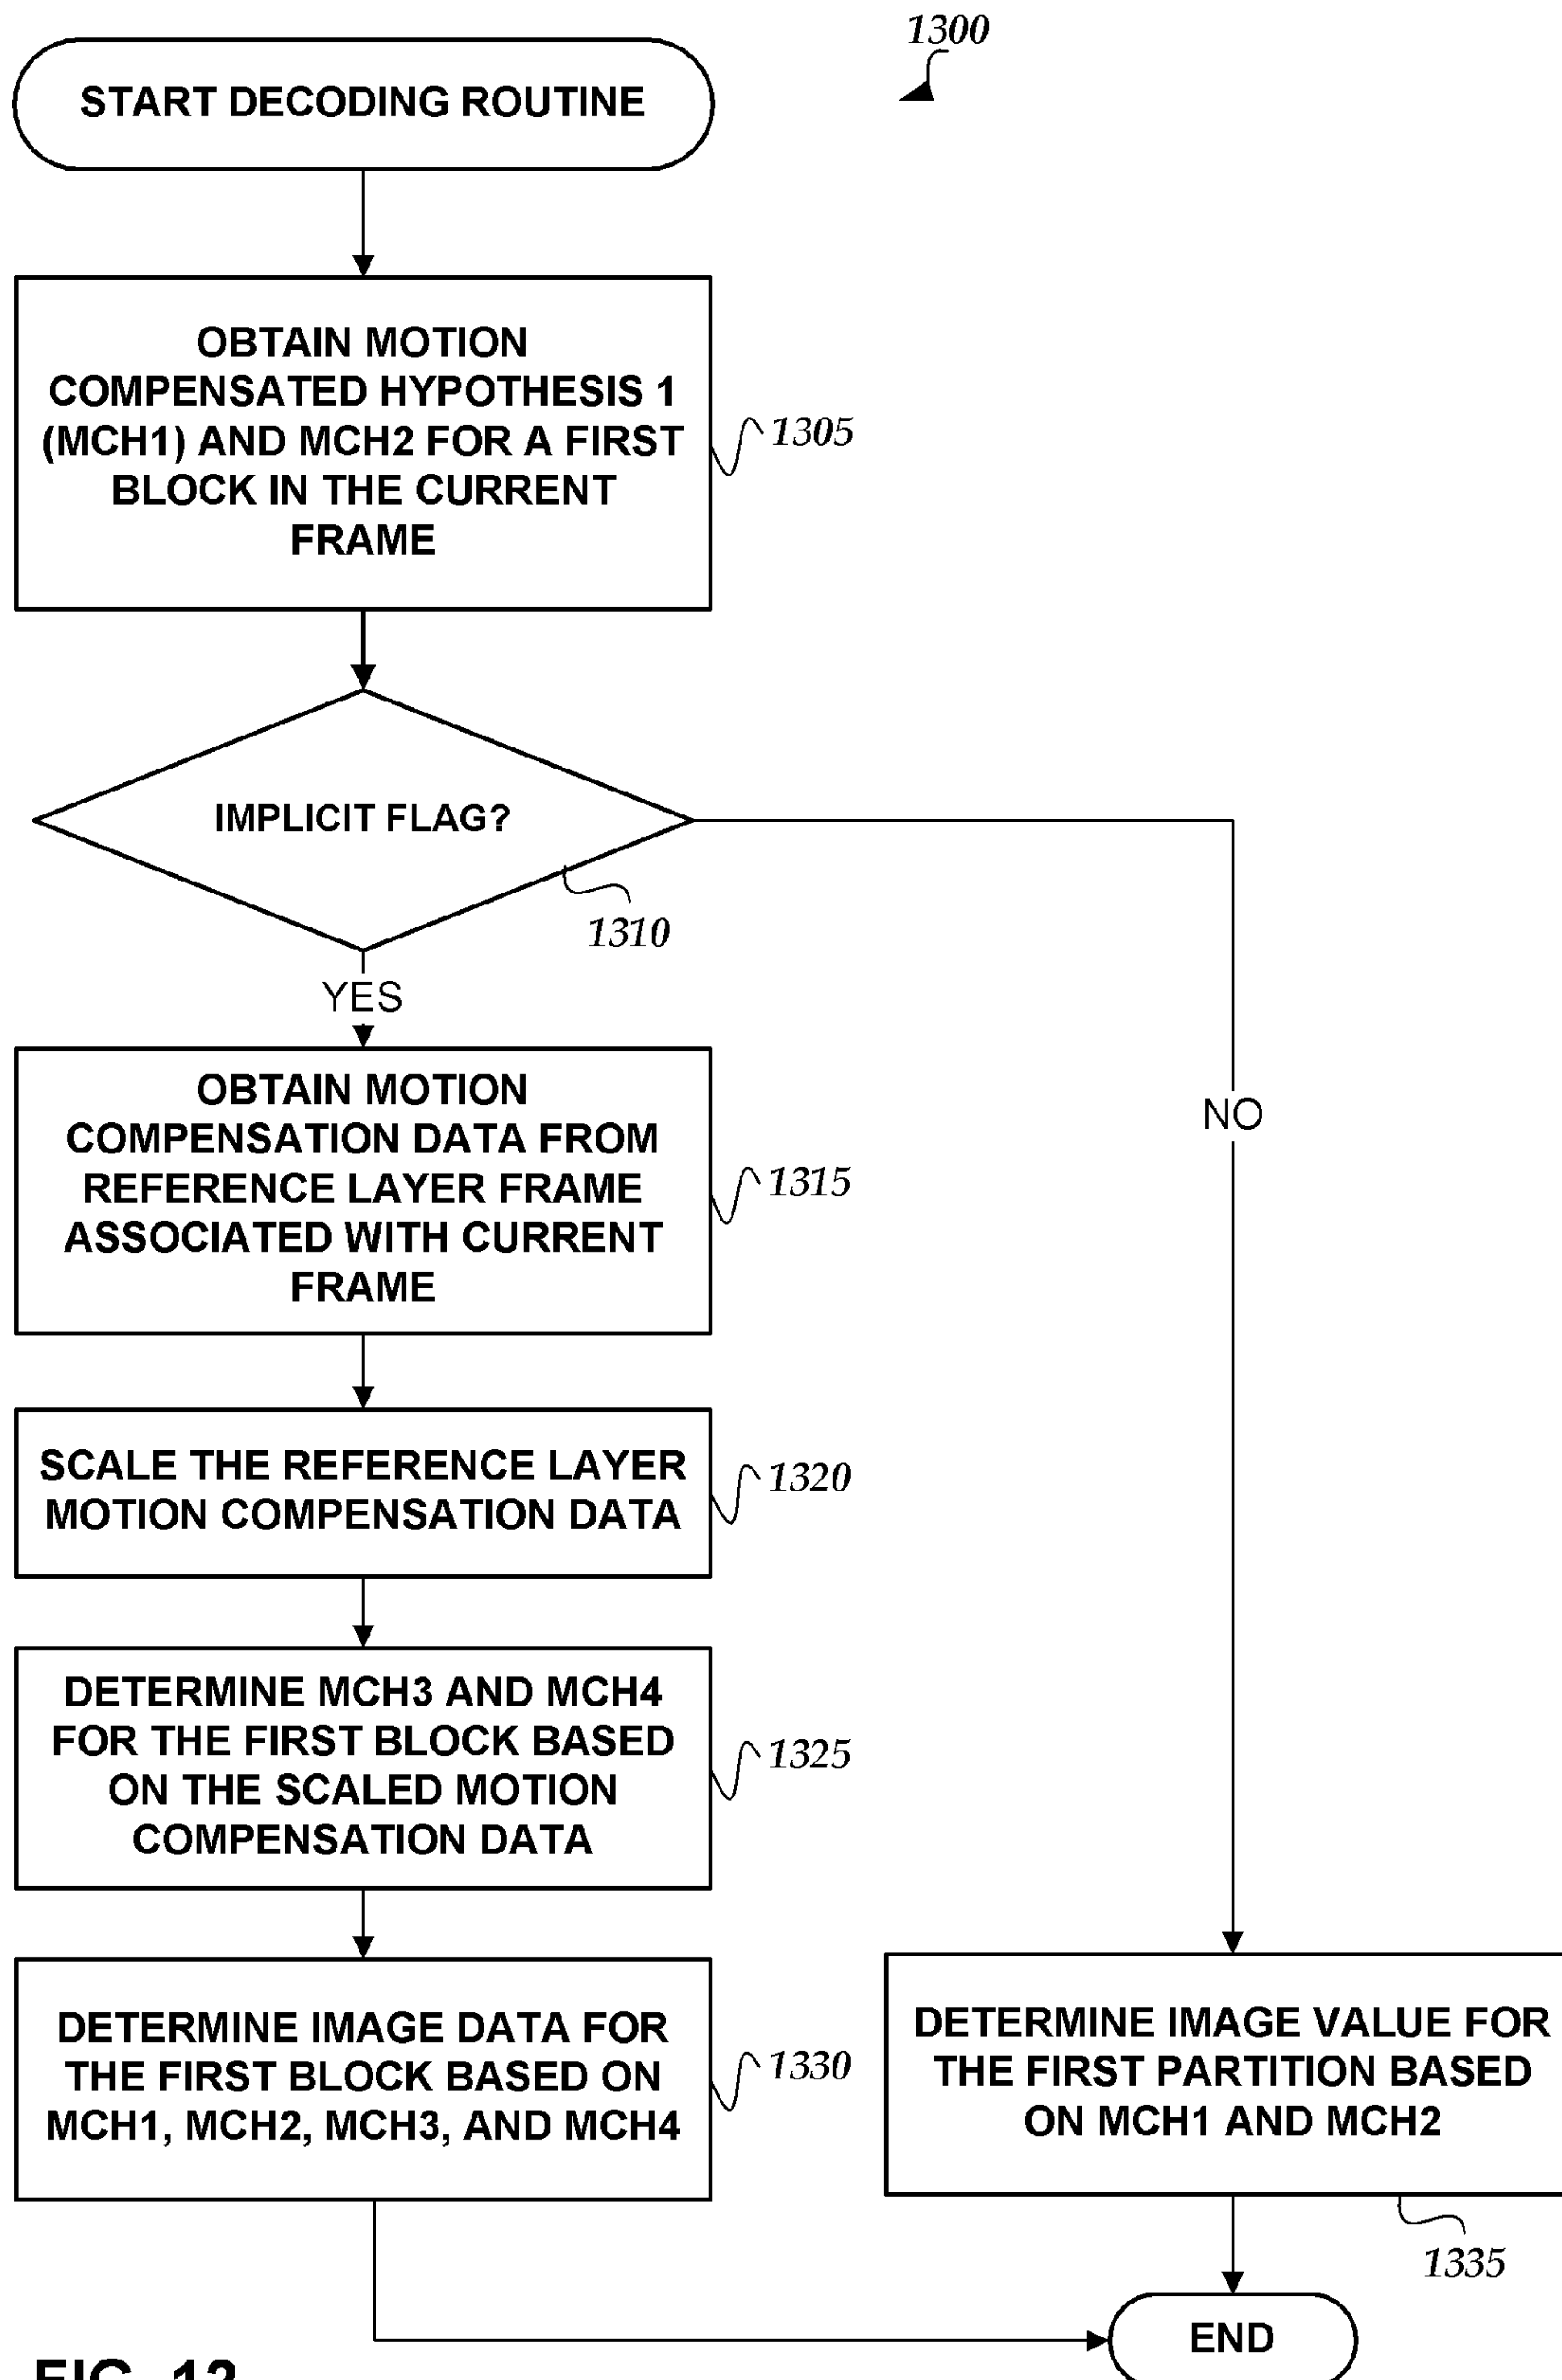 1300
START DECODING ROUTINE
OBTAIN MOTION
COMPENSATED HYPOTHESIS 1
(MCH1) AND MCH2 FOR A FIRST
BLOCK IN THE CURRENT
FRAME
1305
IMPLICIT FLAG?
1310
YES
NO
OBTAIN MOTION
COMPENSATION DATA FROM
REFERENCE LAYER FRAME
ASSOCIATED WITH CURRENT
FRAME
1315
SCALE THE REFERENCE LAYER
MOTION COMPENSATION DATA
1320
DETERMINE MCH3 AND MCH4
FOR THE FIRST BLOCK BASED
ON THE SCALED MOTION
COMPENSATION DATA
1325
DETERMINE IMAGE DATA FOR
THE FIRST BLOCK BASED ON
MCH1, MCH2, MCH3, AND MCH4
1330
DETERMINE IMAGE VALUE FOR
THE FIRST PARTITION BASED
ON MCH1 AND MCH2
1335
END
FIG.